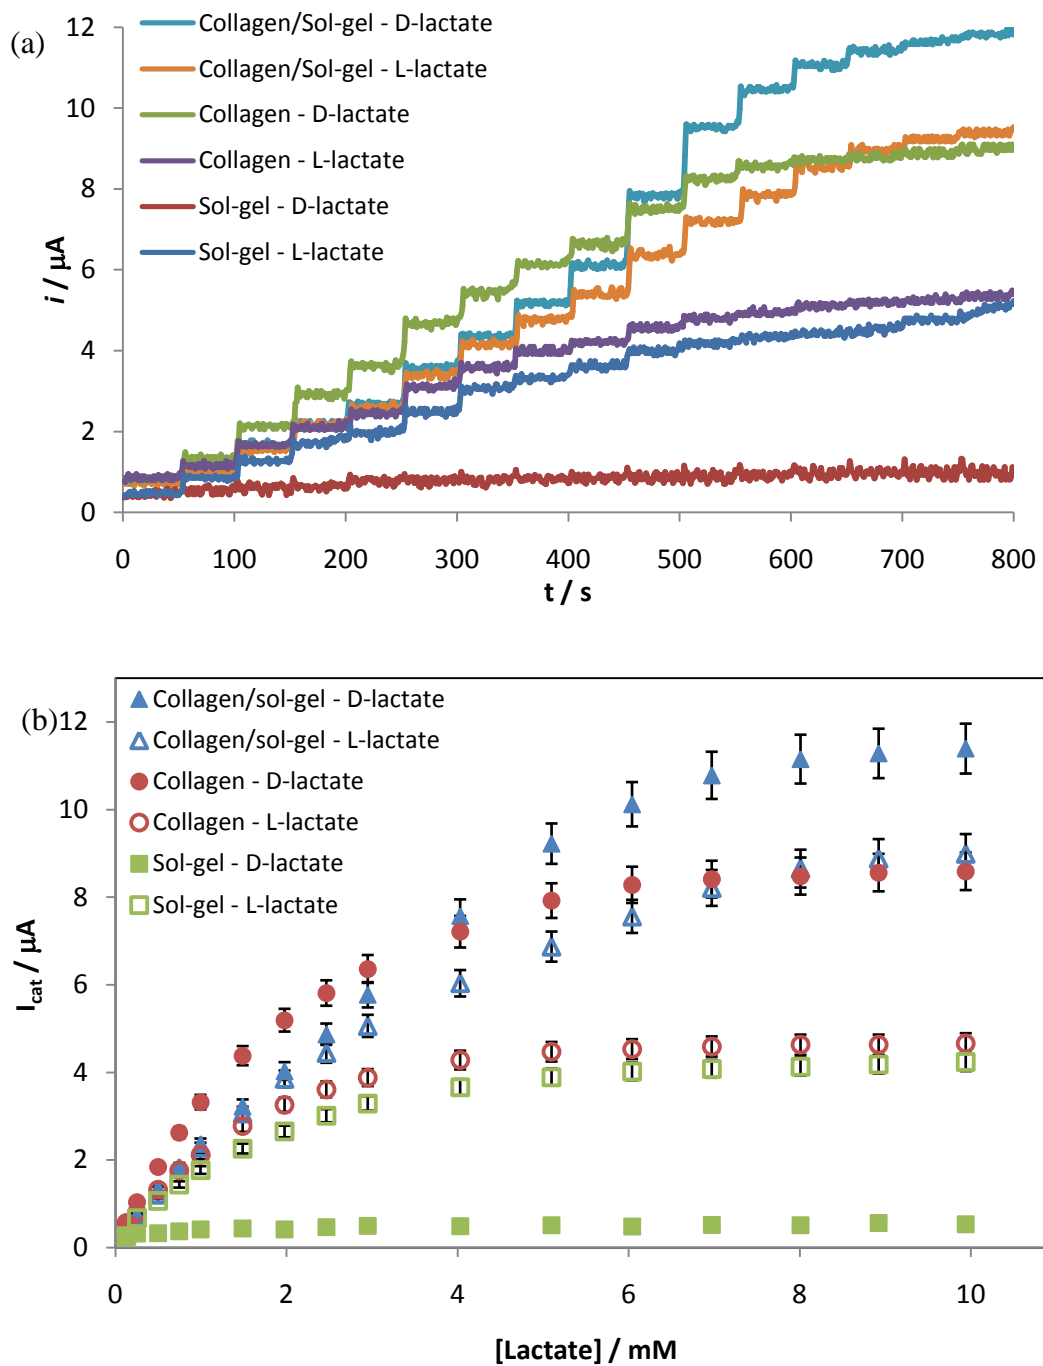 (a)
Collagen/Sol-gel - D-lactate
Collagen/Sol-gel - L-lactate
Collagen - D-lactate
Collagen - L-lactate
Sol-gel - D-lactate
Sol-gel - L-lactate
12
10
8
6
4
2
0
i / µA
0 100 200 300 400 500 600 700 800
t / s
(b)
Collagen/sol-gel - D-lactate
Collagen/sol-gel - L-lactate
Collagen - D-lactate
Collagen - L-lactate
Sol-gel - D-lactate
Sol-gel - L-lactate
12
10
8
6
4
2
0
Icat / µA
0 2 4 6 8 10
[Lactate] / mM